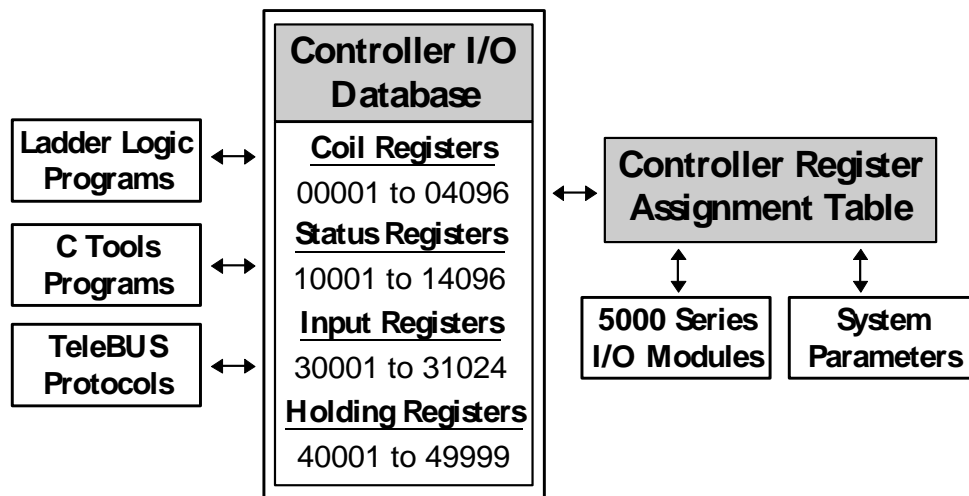 Controller I/O
Database
Ladder Logic
Programs
C Tools
Programs
TeleBUS
Protocols
Coil Registers
00001 to 04096
Status Registers
10001 to 14096
Input Registers
30001 to 31024
Holding Registers
40001 to 49999
Controller Register
Assignment Table
5000 Series
I/O Modules
System
Parameters